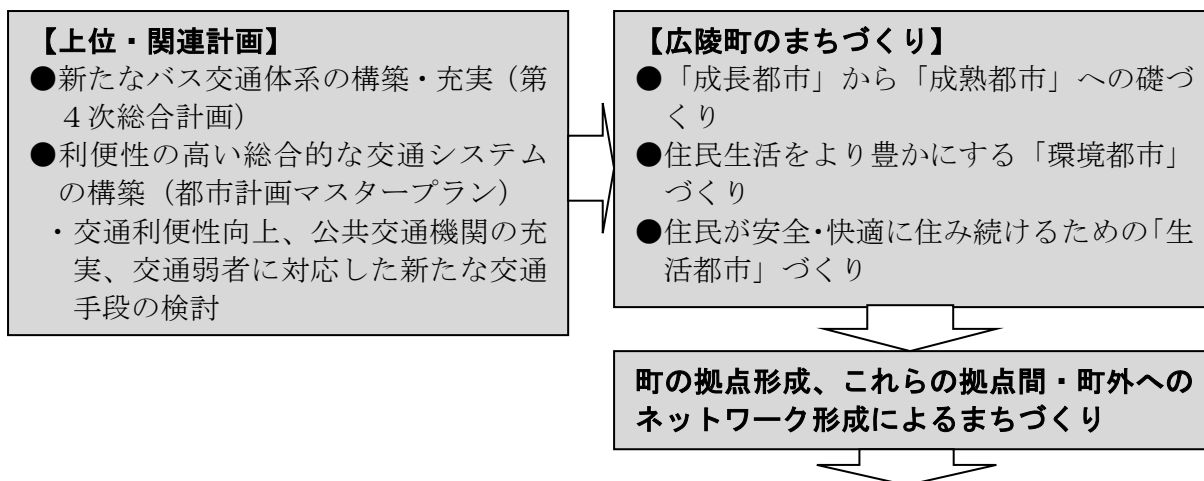 【上位・関連計画】
●新たなバス交通体系の構築・充実（第
４次総合計画）
●利便性の高い総合的な交通システム
の構築（都市計画マスタープラン）
・交通利便性向上、公共交通機関の充
実、交通弱者に対応した新たな交通
手段の検討
【広陵町のまちづくり】
●「成長都市」から「成熟都市」への礎づ
くり
●住民生活をより豊かにする「環境都市」
づくり
●住民が安全・快適に住み続けるための「生
活都市」づくり
町の拠点形成、これらの拠点間・町外への
ネットワーク形成によるまちづくり